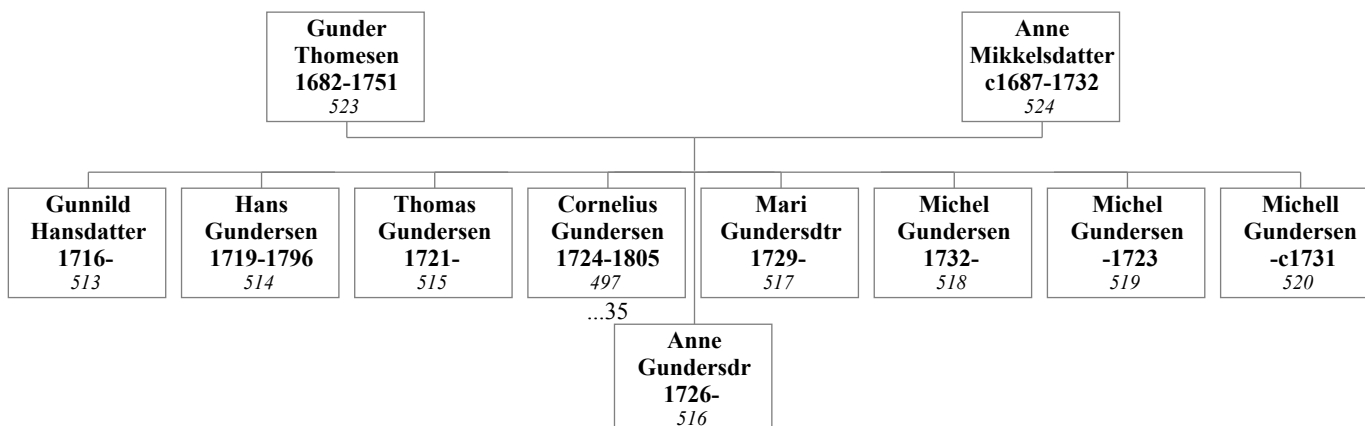 Gunder
Thomesen
1682-1751
523
Anne
Mikkelsdatter
c1687-1732
524
Gunnild
Hansdatter
1716-
513
Hans
Gundersen
1719-1796
514
Thomas
Gundersen
1721-
515
Cornelius
Gundersen
1724-1805
497
...35
Mari
Gundersdtr
1729-
517
Michel
Gundersen
1732-
518
Michel
Gundersen
-1723
519
Michell
Gundersen
-c1731
520
Anne
Gundersdr
1726-
516